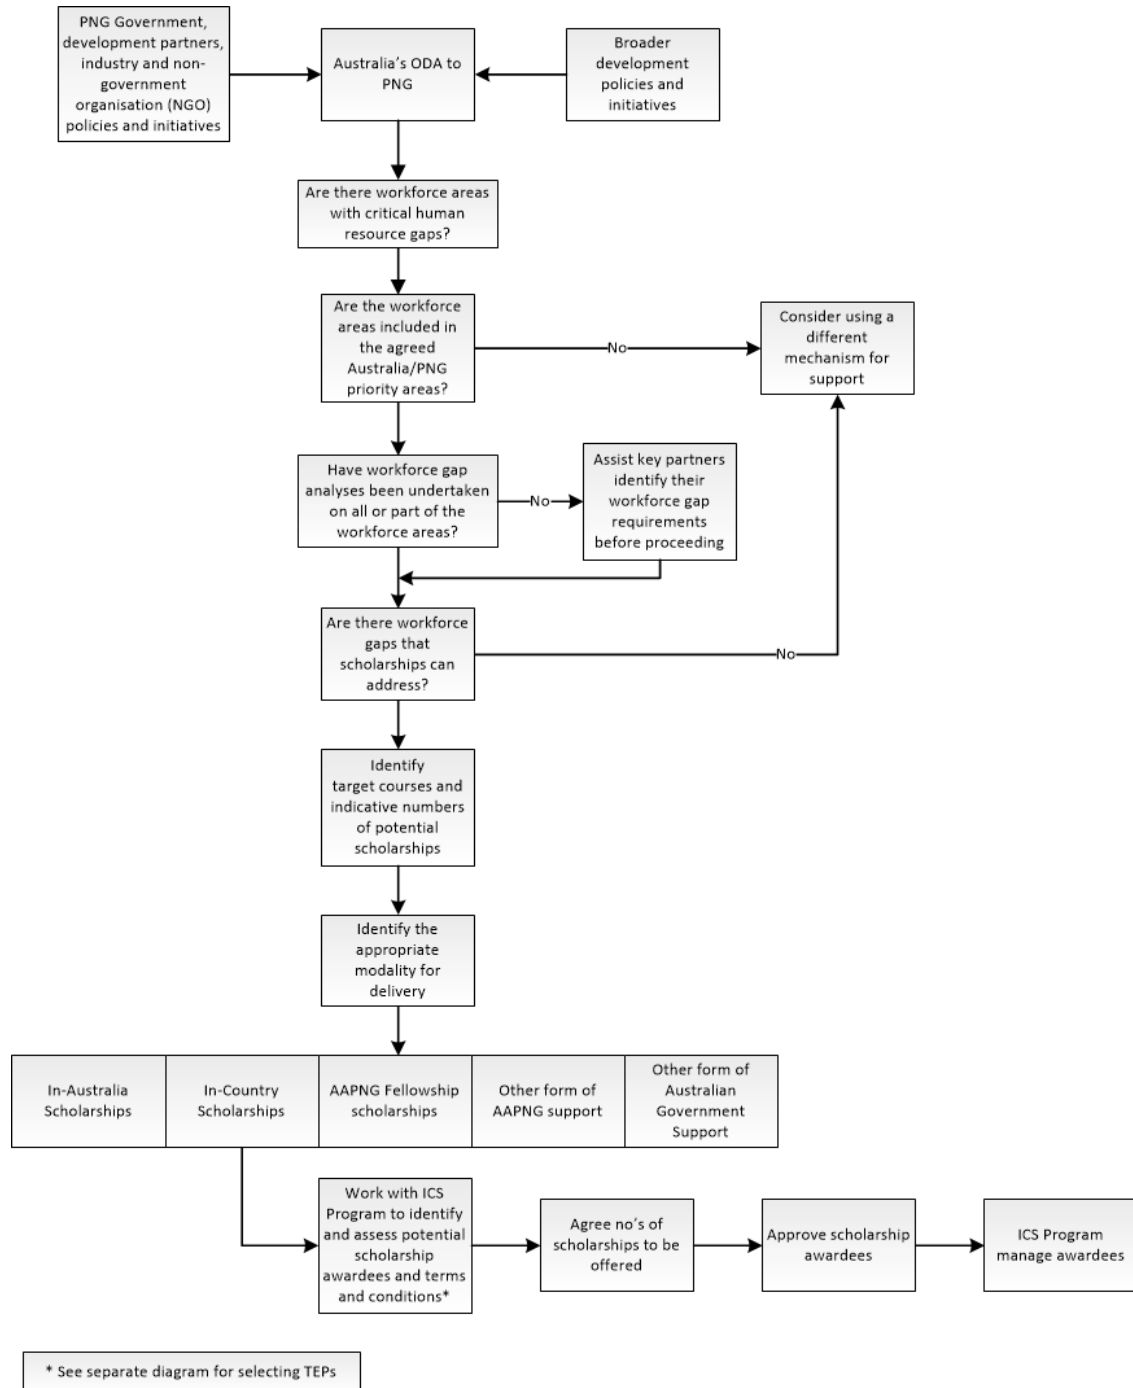 PNG Government,
development partners,
industry and non-
government
organisation (NGO)
policies and initiatives
Australia's ODA to
PNG
Broader
development
policies and
initiatives
Are there workforce areas
with critical human
resource gaps?
Are the workforce
areas included in
the agreed
Australia/PNG
priority areas?
No
Consider using a
different
mechanism for
support
Have workforce gap
analyses been undertaken
on all or part of the
workforce areas?
No
Assist key partners
identify their
workforce gap
requirements
before proceeding
Are there workforce
gaps that
scholarships can
address?
No
Identify
target courses and
indicative numbers
of potential
scholarships
Identify the
appropriate
modality for
delivery
In-Australia
Scholarships
In-Country
Scholarships
AAPNG Fellowship
scholarships
Other form of
AAPNG support
Other form of
Australian
Government
Support
Work with ICS
Program to identify
and assess potential
scholarship
awardees and terms
and conditions*
Agree no's of
scholarships to be
offered
Approve scholarship
awardees
ICS Program
manage awardees
* See separate diagram for selecting TEPs